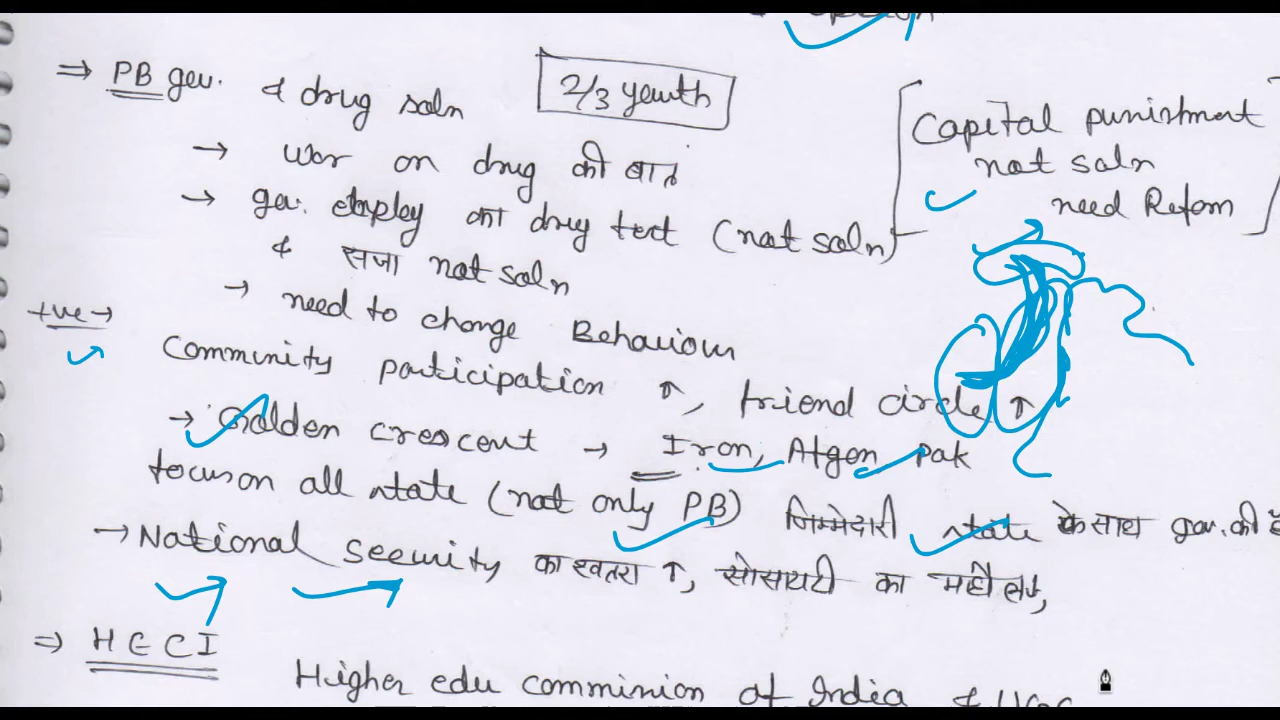 ⇒ PB gov. & drug soln
2/3 youth
→ war on drug की बात
→ gov. employ का drug test (not soln)
& सजा not soln
[Capital punishment
not soln
need Reform]
→ need to change Behaviour
+ve → Community participation ↑, friend circle ↑
→ Golden crescent → Iron, Afgan Pak
focus on all state (not only PB) जिम्मेदारी state के साथ gov. की है
→ National security का खतरा ↑, सोसायटी का महौल,
⇒ HECI
Higher edu commission of India & UGC